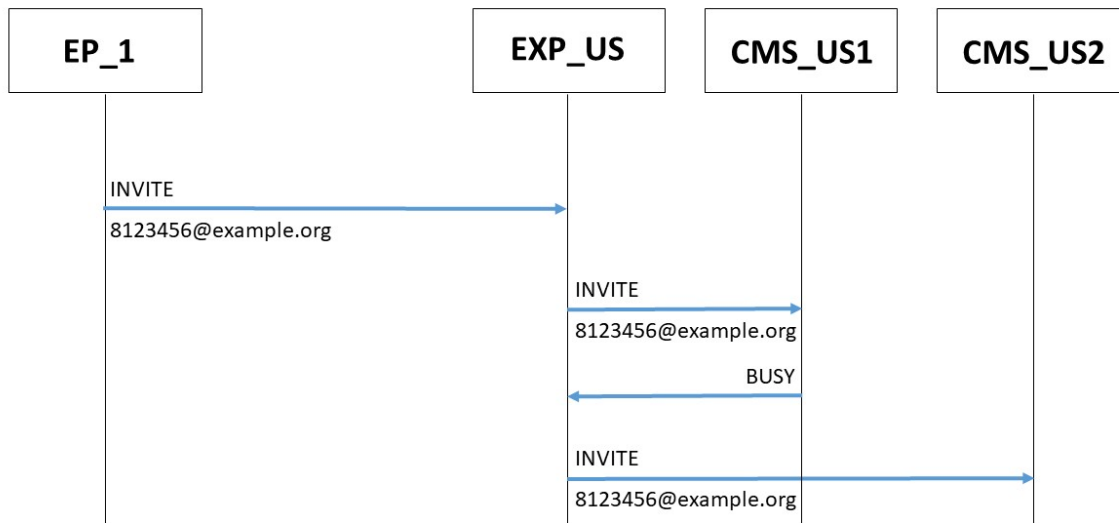 EP_1
EXP_US
CMS_US1
CMS_US2
INVITE
8123456@example.org
INVITE
8123456@example.org
BUSY
INVITE
8123456@example.org